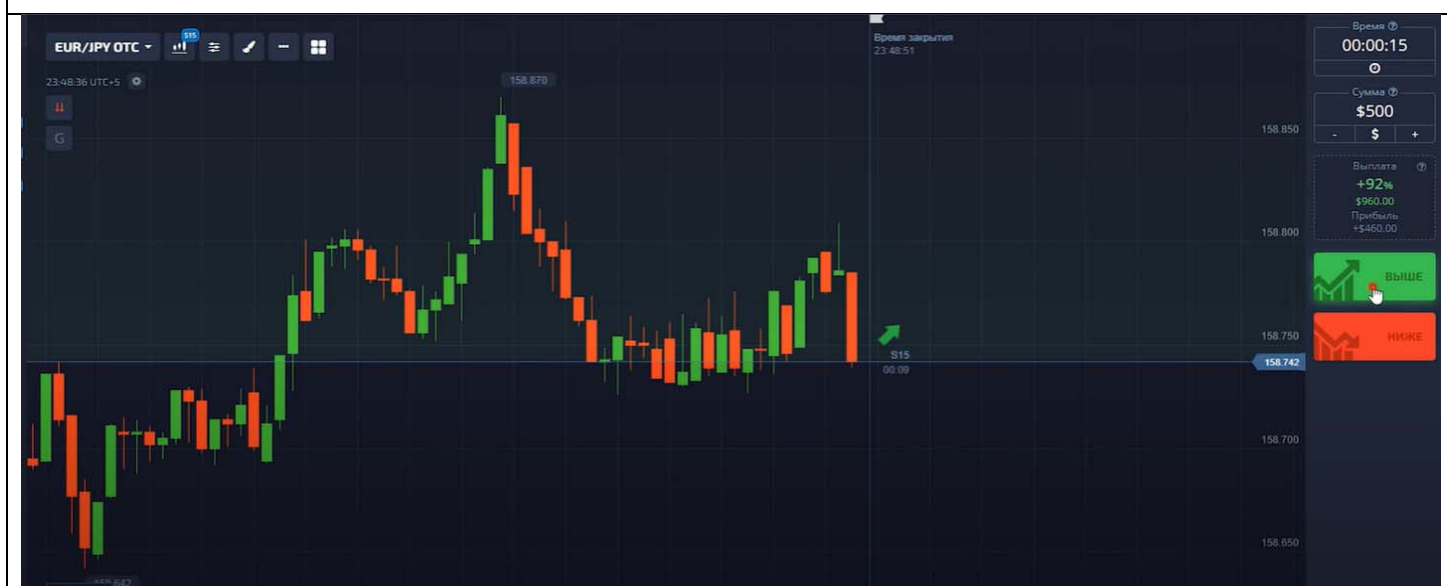 EUR/JPY OTC
S15
23:48:36 UTC+5
G
158.870
Время закрытия
23:48:51
158.850
158.800
158.750
158.742
158.700
158.650
S15
00:09
Время
00:00:15
Сумма
$500
- $ +
Выплата
+92%
$960.00
Прибыль
+$460.00
ВЫШЕ
НИЖЕ
158.642